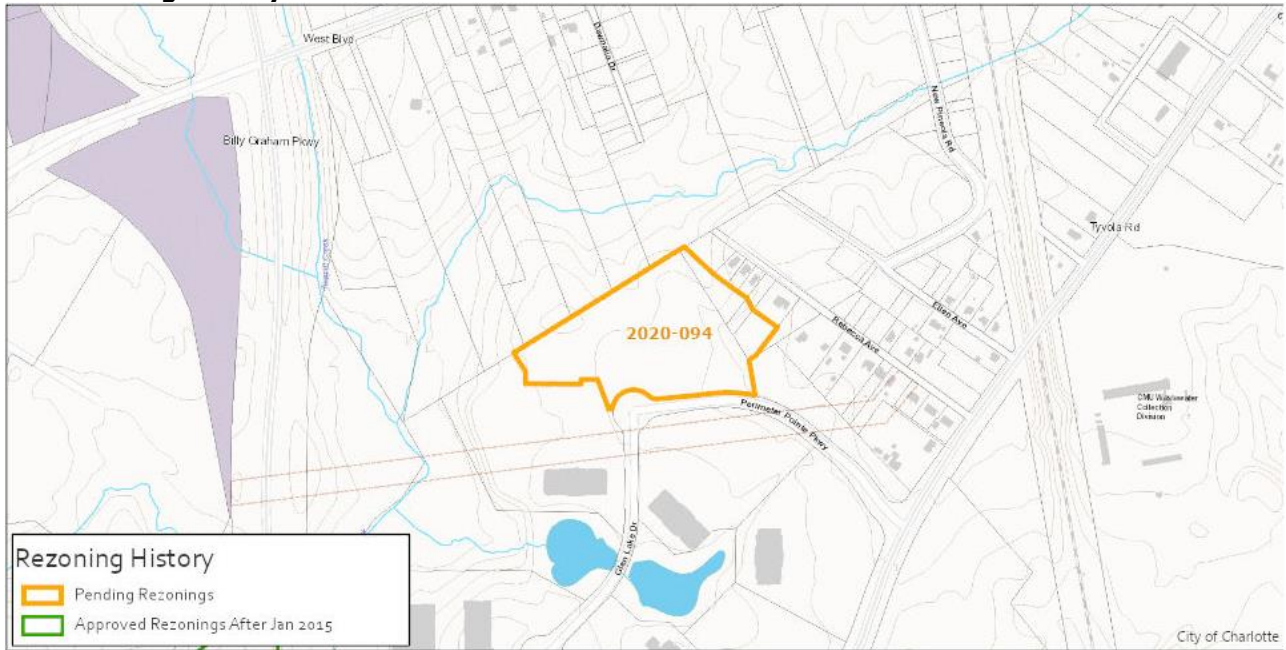 West Blvd
Dawnalia Dr
Billy Graham Pkwy
New Pineola Rd
Tyvola Rd
2020-094
Ellen Ave
Rebecca Ave
Perimeter Pointe Pkwy
CMU Wastewater
Collection
Division
Glen Lake Dr
Rezoning History
Pending Rezonings
Approved Rezonings After Jan 2015
City of Charlotte